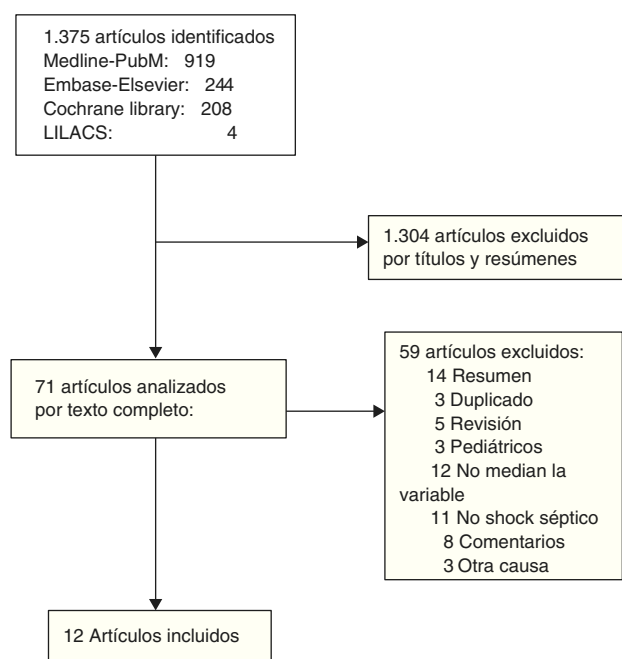 1.375 artículos identificados
Medline-PubM: 919
Embase-Elsevier: 244
Cochrane library: 208
LILACS: 4
1.304 artículos excluidos
por títulos y resúmenes
71 artículos analizados
por texto completo:
59 artículos excluidos:
14 Resumen
3 Duplicado
5 Revisión
3 Pediátricos
12 No median la
variable
11 No shock séptico
8 Comentarios
3 Otra causa
12 Artículos incluidos